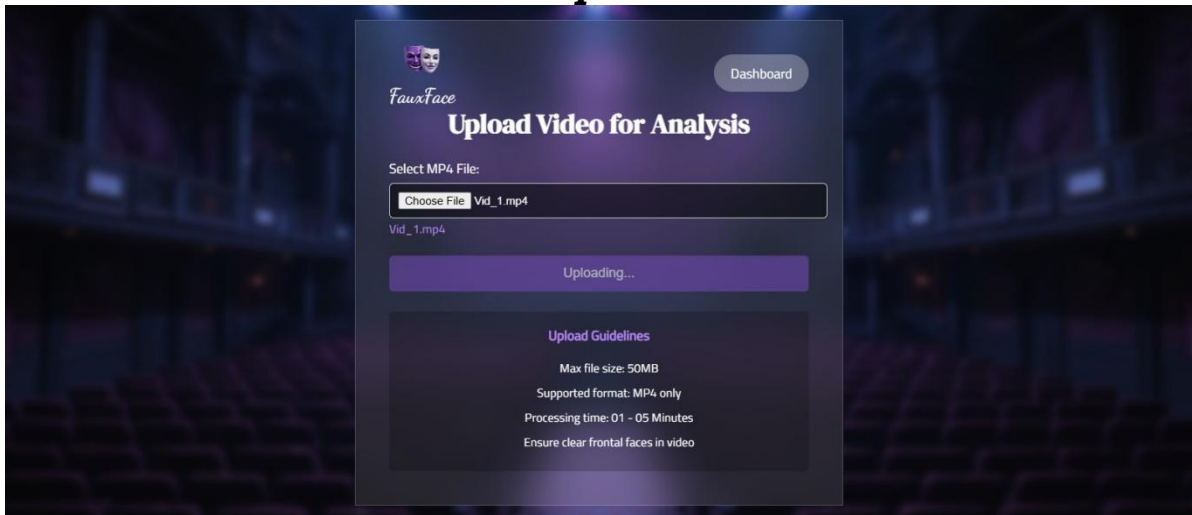 FauxFace
Dashboard
Upload Video for Analysis
Select MP4 File:
Choose File Vid_1.mp4
Vid_1.mp4
Uploading...
Upload Guidelines
Max file size: 50MB
Supported format: MP4 only
Processing time: 01 - 05 Minutes
Ensure clear frontal faces in video